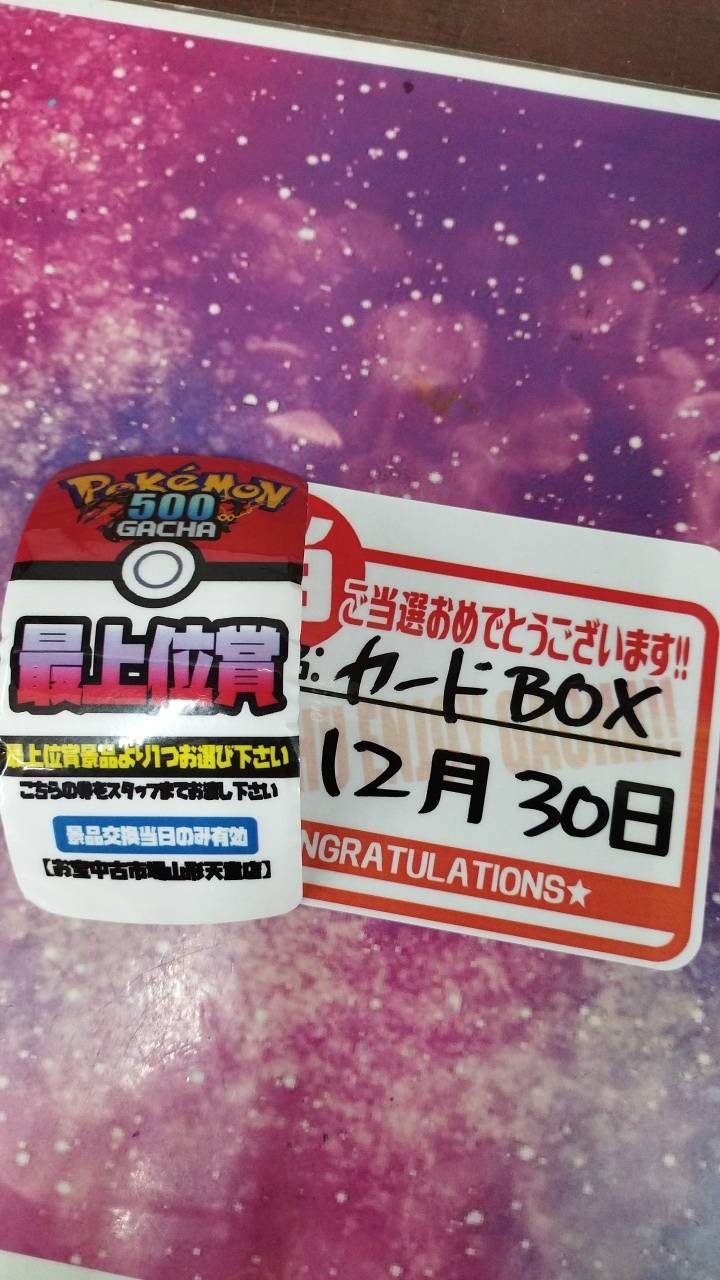 POKéMON
500
GACHA
最上位賞
最上位賞景品より1つお選び下さい
こちらの券をスタッフまでお渡し下さい
景品交換当日のみ有効
【お宝中古市場山形天童店】
ご当選おめでとうございます!!
カードBOX
12月30日
NGRATULATIONS★